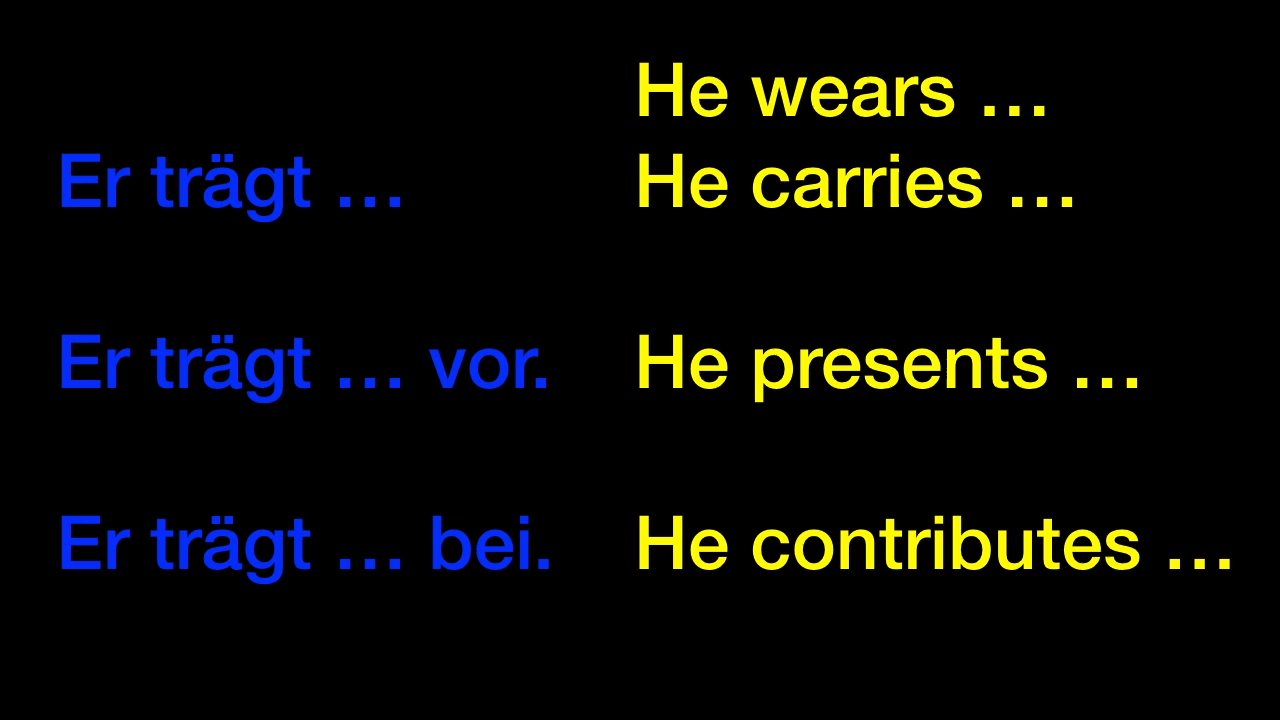 He wears …
Er trägt … He carries …
Er trägt … vor. He presents …
Er trägt … bei. He contributes …